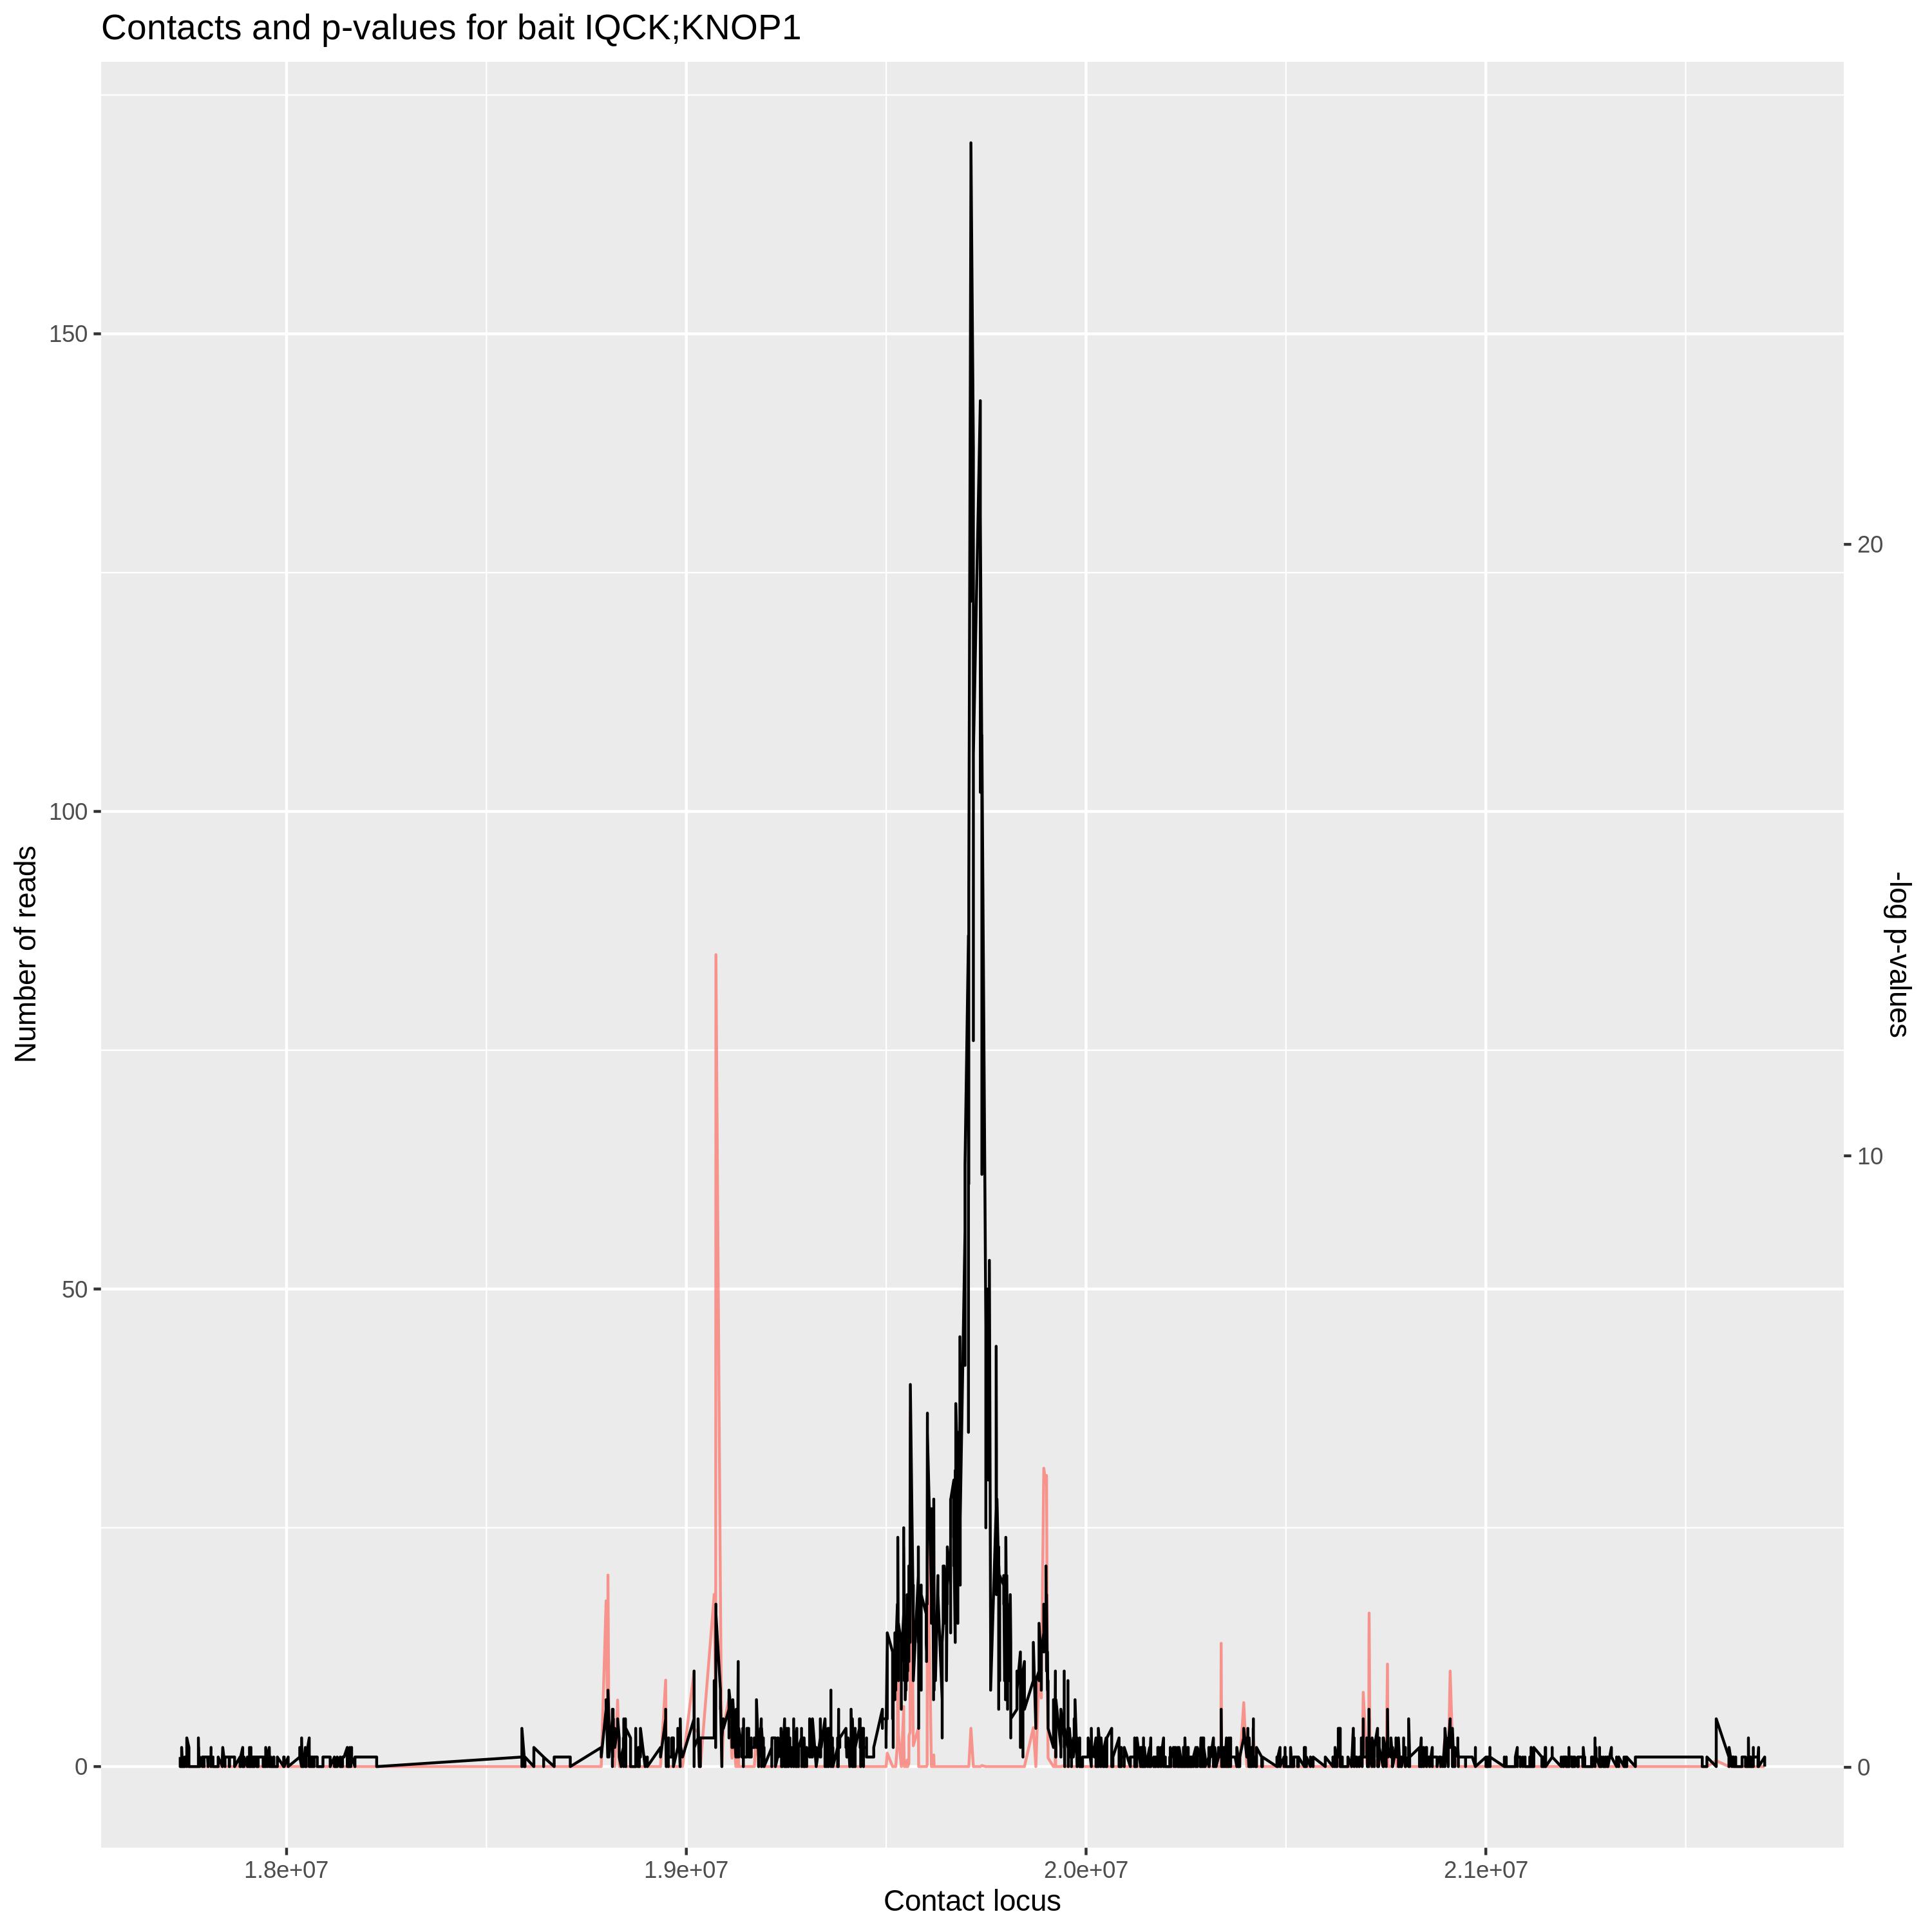 Contacts and p-values for bait IQCK;KNOP1
150
100
50
0
Number of reads
20
10
0
-log p-values
1.8e+07
1.9e+07
2.0e+07
2.1e+07
Contact locus